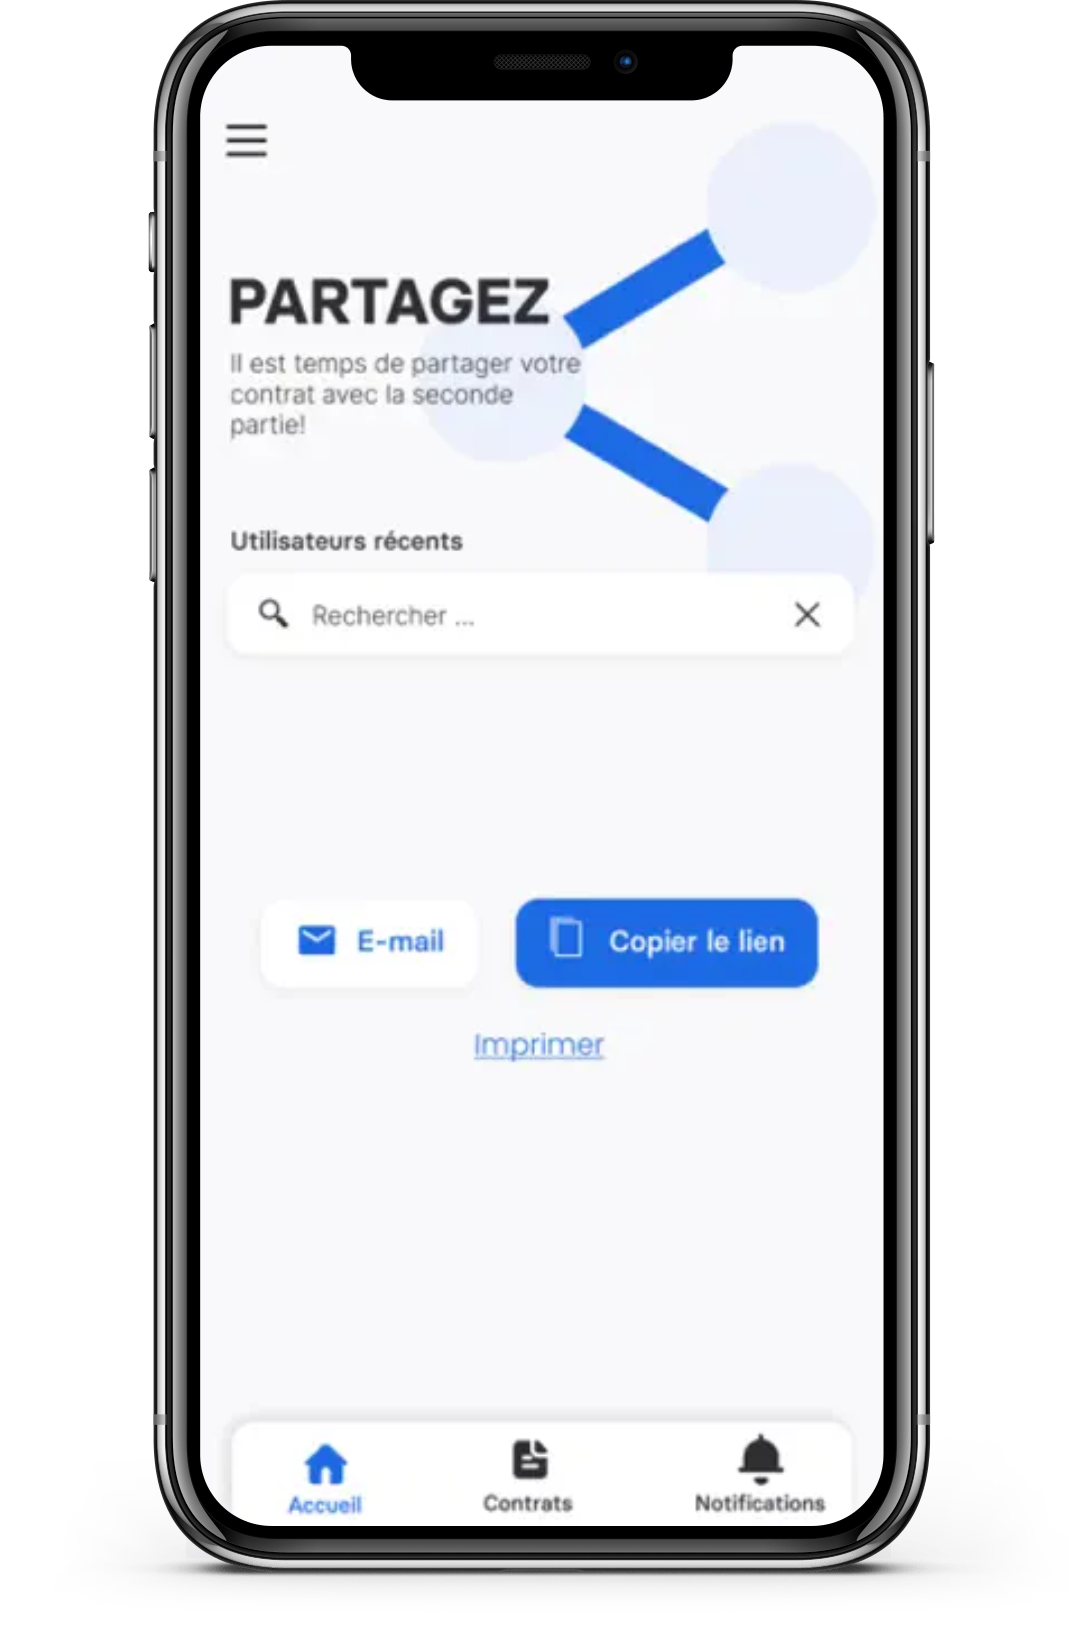 PARTAGEZ
Il est temps de partager votre
contrat avec la seconde
partie!
Utilisateurs récents
Rechercher ...
E-mail
Copier le lien
Imprimer
Accueil
Contrats
Notifications